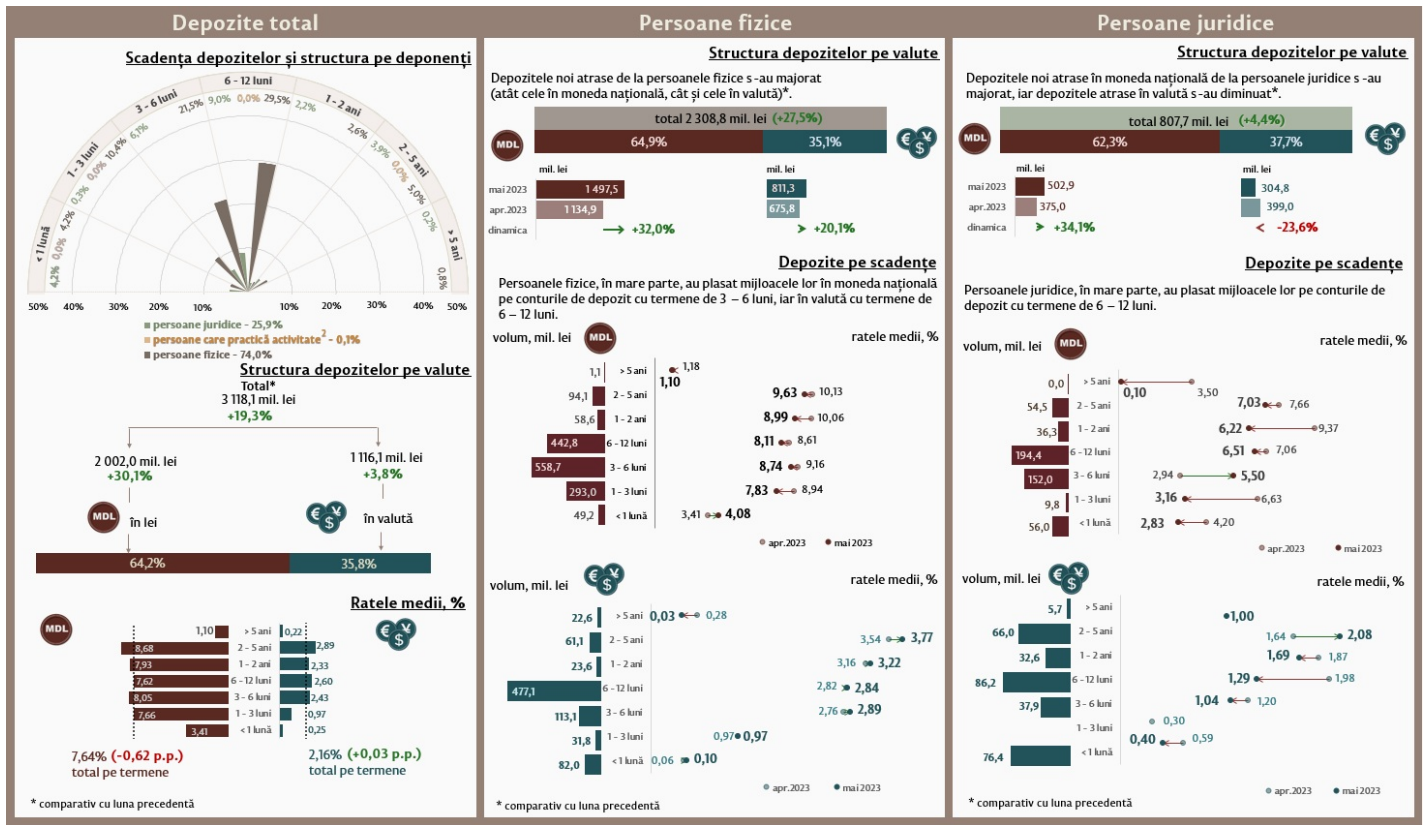 Depozite total
Scadența depozitelor și structura pe deponenți
< 1 lună
1 - 3 luni
3 - 6 luni
6 - 12 luni
1 - 2 ani
2 - 5 ani
> 5 ani
4,2% 0,0% 4,2%
0,3% 0,0% 10,4%
6,1% 21,5%
9,0% 0,0% 29,5%
2,2% 2,6%
3,9% 0,0% 5,0%
0,2% 0,8%
50% 40% 30% 20% 10% 10% 20% 30% 40% 50%
persoane juridice - 25,9%
persoane care practică activitate2 - 0,1%
persoane fizice - 74,0%
Structura depozitelor pe valute
Total*
3 118,1 mil. lei
+19,3%
2 002,0 mil. lei
+30,1%
1 116,1 mil. lei
+3,8%
MDL în lei
€ ¥ $ în valută
64,2% 35,8%
Ratele medii, %
MDL
€ ¥ $
1,10 > 5 ani 0,22
8,68 2 - 5 ani 2,89
7,93 1 - 2 ani 2,33
7,62 6 - 12 luni 2,60
8,05 3 - 6 luni 2,43
7,66 1 - 3 luni 0,97
3,41 < 1 lună 0,25
7,64% (-0,62 p.p.)
total pe termene
2,16% (+0,03 p.p.)
total pe termene
* comparativ cu luna precedentă
Persoane fizice
Structura depozitelor pe valute
Depozitele noi atrase de la persoanele fizice s -au majorat
(atât cele în moneda națională, cât și cele în valută)*.
total 2 308,8 mil. lei (+27,5%)
MDL 64,9% 35,1% € ¥ $
mil. lei mil. lei
mai 2023 1 497,5 811,3
apr.2023 1 134,9 675,8
dinamica +32,0% +20,1%
Depozite pe scadențe
Persoanele fizice, în mare parte, au plasat mijloacele lor în moneda națională
pe conturile de depozit cu termene de 3 – 6 luni, iar în valută cu termene de
6 – 12 luni.
volum, mil. lei MDL ratele medii, %
1,1 > 5 ani 1,18
1,10
94,1 2 - 5 ani 9,63 10,13
58,6 1 - 2 ani 8,99 10,06
442,8 6 - 12 luni 8,11 8,61
558,7 3 - 6 luni 8,74 9,16
293,0 1 - 3 luni 7,83 8,94
49,2 < 1 lună 3,41 4,08
apr.2023 mai 2023
volum, mil. lei € ¥ $ ratele medii, %
22,6 > 5 ani 0,03 0,28
61,1 2 - 5 ani 3,54 3,77
23,6 1 - 2 ani 3,16 3,22
477,1 6 - 12 luni 2,82 2,84
113,1 3 - 6 luni 2,76 2,89
31,8 1 - 3 luni 0,97 0,97
82,0 < 1 lună 0,06 0,10
apr.2023 mai 2023
* comparativ cu luna precedentă
Persoane juridice
Structura depozitelor pe valute
Depozitele noi atrase în moneda națională de la persoanele juridice s -au
majorat, iar depozitele atrase în valută s -au diminuat*.
total 807,7 mil. lei (+4,4%)
MDL 62,3% 37,7% € ¥ $
mil. lei mil. lei
mai 2023 502,9 304,8
apr.2023 375,0 399,0
dinamica +34,1% -23,6%
Depozite pe scadențe
Persoanele juridice, în mare parte, au plasat mijloacele lor pe conturile de
depozit cu termene de 6 – 12 luni.
volum, mil. lei MDL ratele medii, %
0,0 > 5 ani 0,10 3,50
54,5 2 - 5 ani 7,03 7,66
36,3 1 - 2 ani 6,22 9,37
194,4 6 - 12 luni 6,51 7,06
152,0 3 - 6 luni 2,94 5,50
9,8 1 - 3 luni 3,16 6,63
56,0 < 1 lună 2,83 4,20
apr.2023 mai 2023
volum, mil. lei € ¥ $ ratele medii, %
5,7 > 5 ani 1,00
66,0 2 - 5 ani 1,64 2,08
32,6 1 - 2 ani 1,69 1,87
86,2 6 - 12 luni 1,29 1,98
37,9 3 - 6 luni 1,04 1,20
1 - 3 luni 0,30
76,4 < 1 lună 0,40 0,59
apr.2023 mai 2023
* comparativ cu luna precedentă